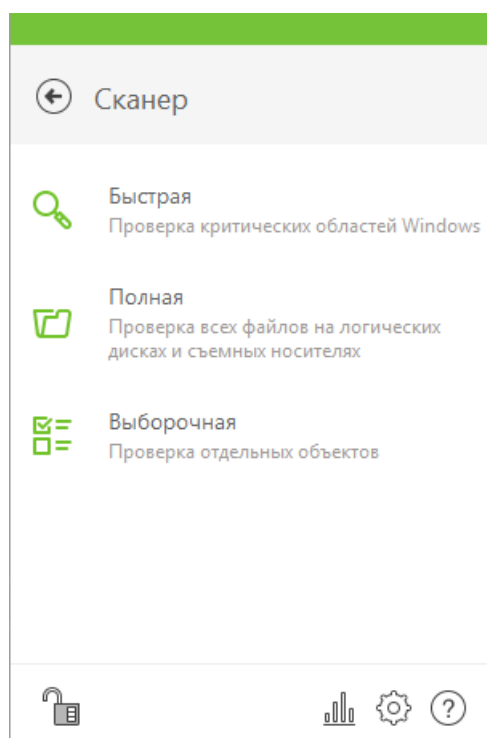 Сканер
Быстрая
Проверка критических областей Windows
Полная
Проверка всех файлов на логических
дисках и съемных носителях
Выборочная
Проверка отдельных объектов
?